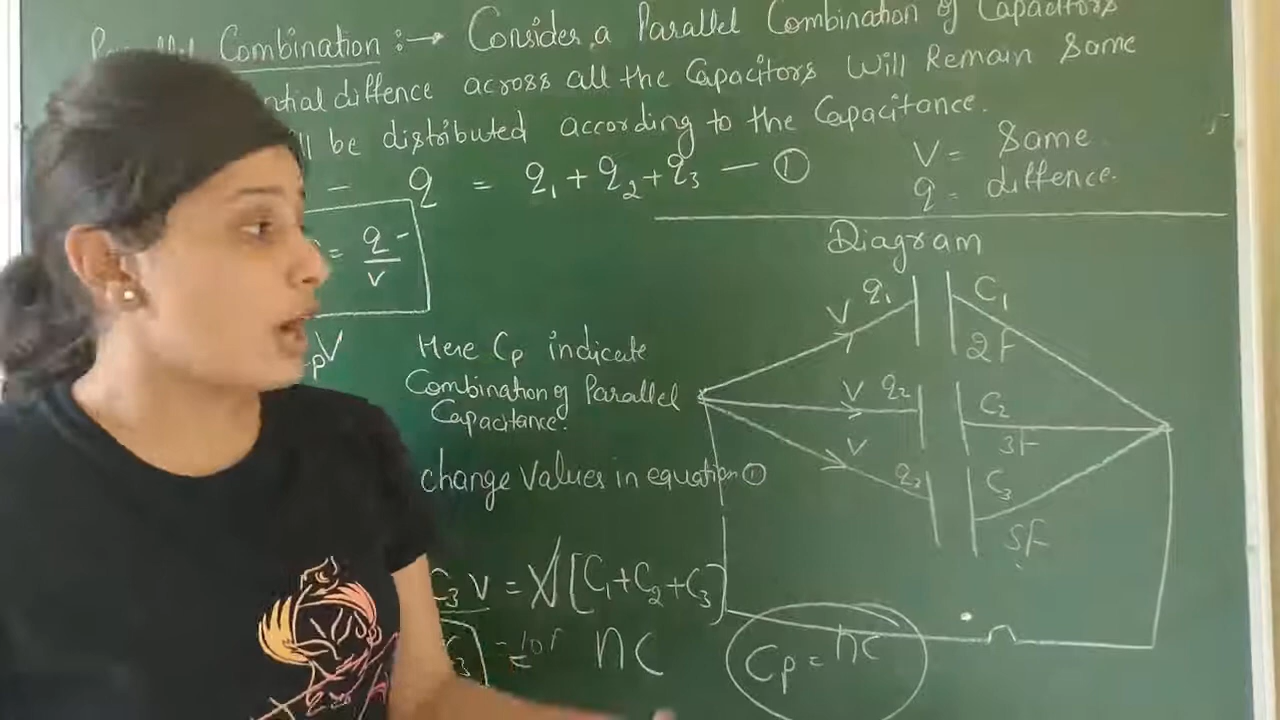 Combination :→ Consider a Parallel Combination of Capacitors
ntial diffence across all the Capacitors Will Remain Same
ll be distributed according to the Capacitance.
V = Same
q = diffence.
– q = q₁ + q₂ + q₃ — ①
= q/v
pV
Here Cp indicate
Combination of Parallel
Capacitance.
change values in equation ①
C₃ V = V [C₁+C₂+C₃]
nc
Cp = nc
Diagram
V q₁ C₁
2F
V q₂ C₂
3F
V C₃
5F